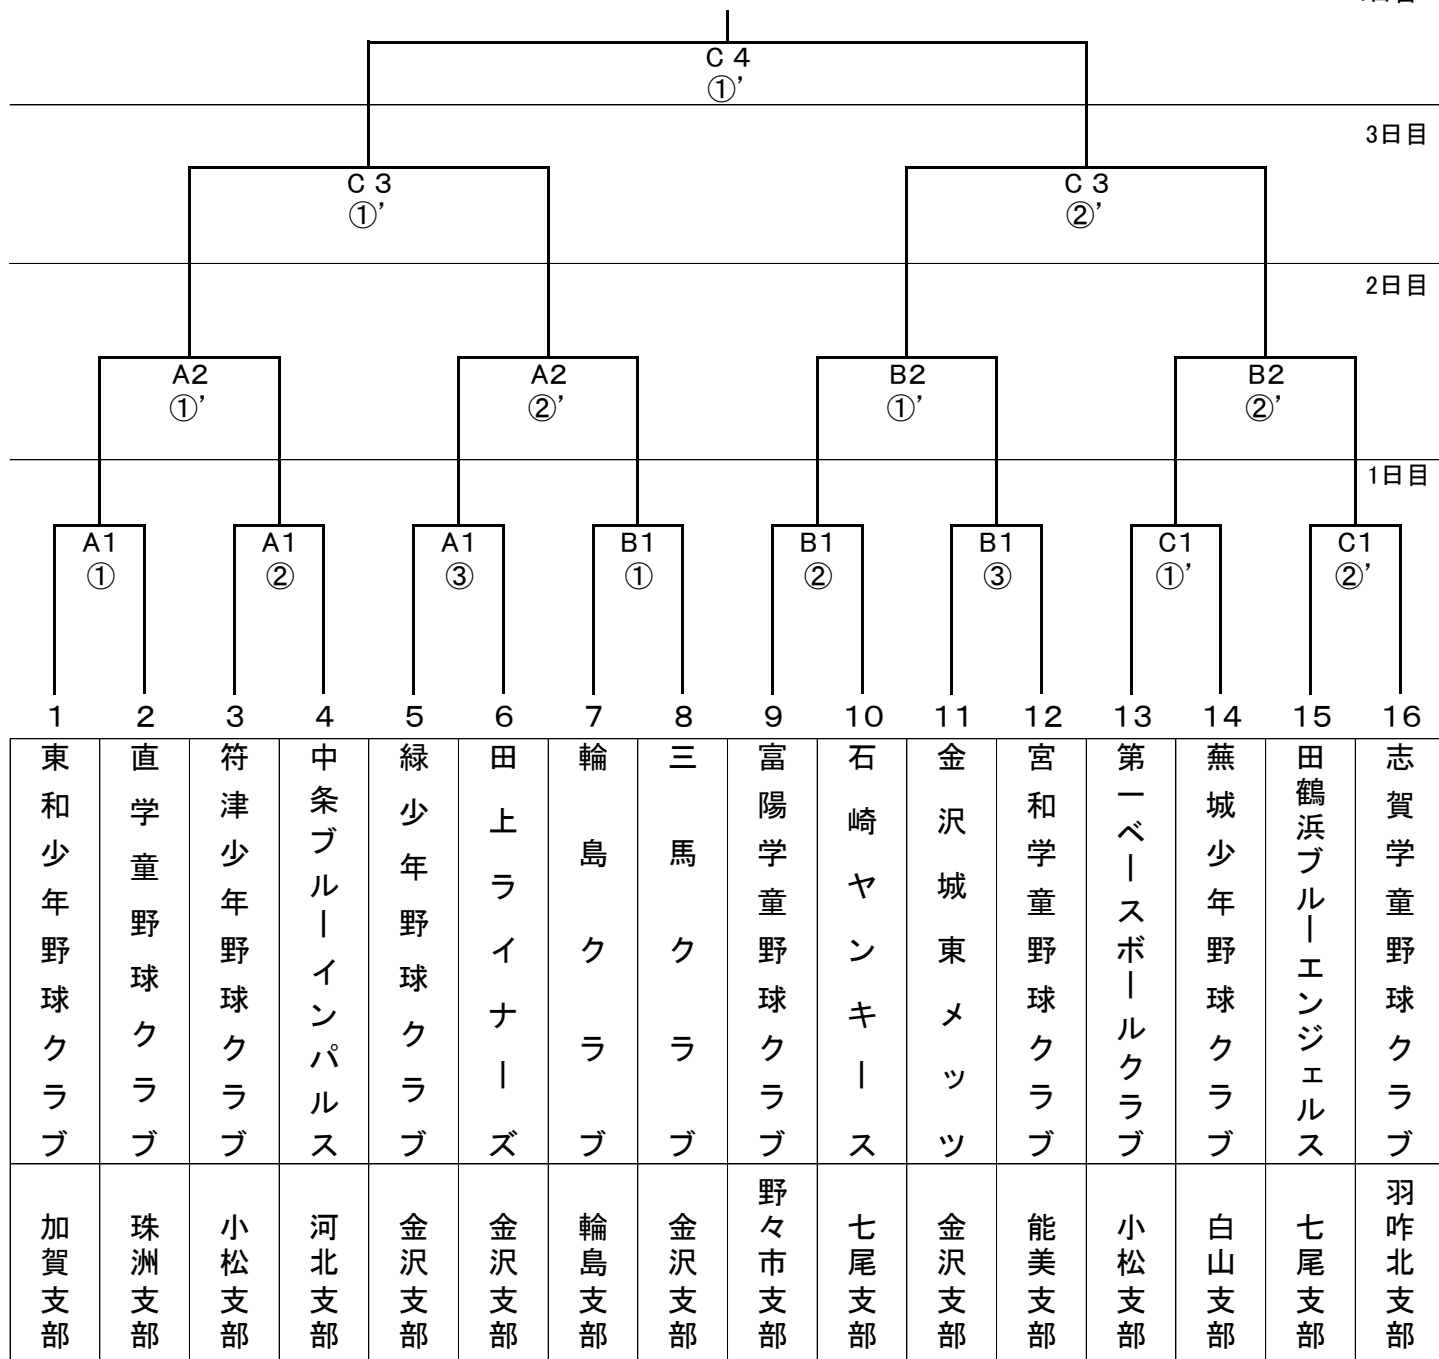 日目
C 4
①’
3日目
C 3
①’
C 3
②’
2日目
A2
①’
A2
②’
B2
①’
B2
②’
1日目
A1
①
A1
②
A1
③
B1
①
B1
②
B1
③
C1
①’
C1
②’
1 2 3 4 5 6 7 8 9 10 11 12 13 14 15 16
東和少年野球クラブ
直学童野球クラブ
符津少年野球クラブ
中条ブルーインパルス
緑少年野球クラブ
田上ライナーズ
輪島クラブ
三馬クラブ
富陽学童野球クラブ
石崎ヤンキース
金沢城東メッツ
宮和学童野球クラブ
第一ベースボールクラブ
蕪城少年野球クラブ
田鶴浜ブルーエンジェルス
志賀学童野球クラブ
加賀支部
珠洲支部
小松支部
河北支部
金沢支部
金沢支部
輪島支部
金沢支部
野々市支部
七尾支部
金沢支部
能美支部
小松支部
白山支部
七尾支部
羽咋北支部